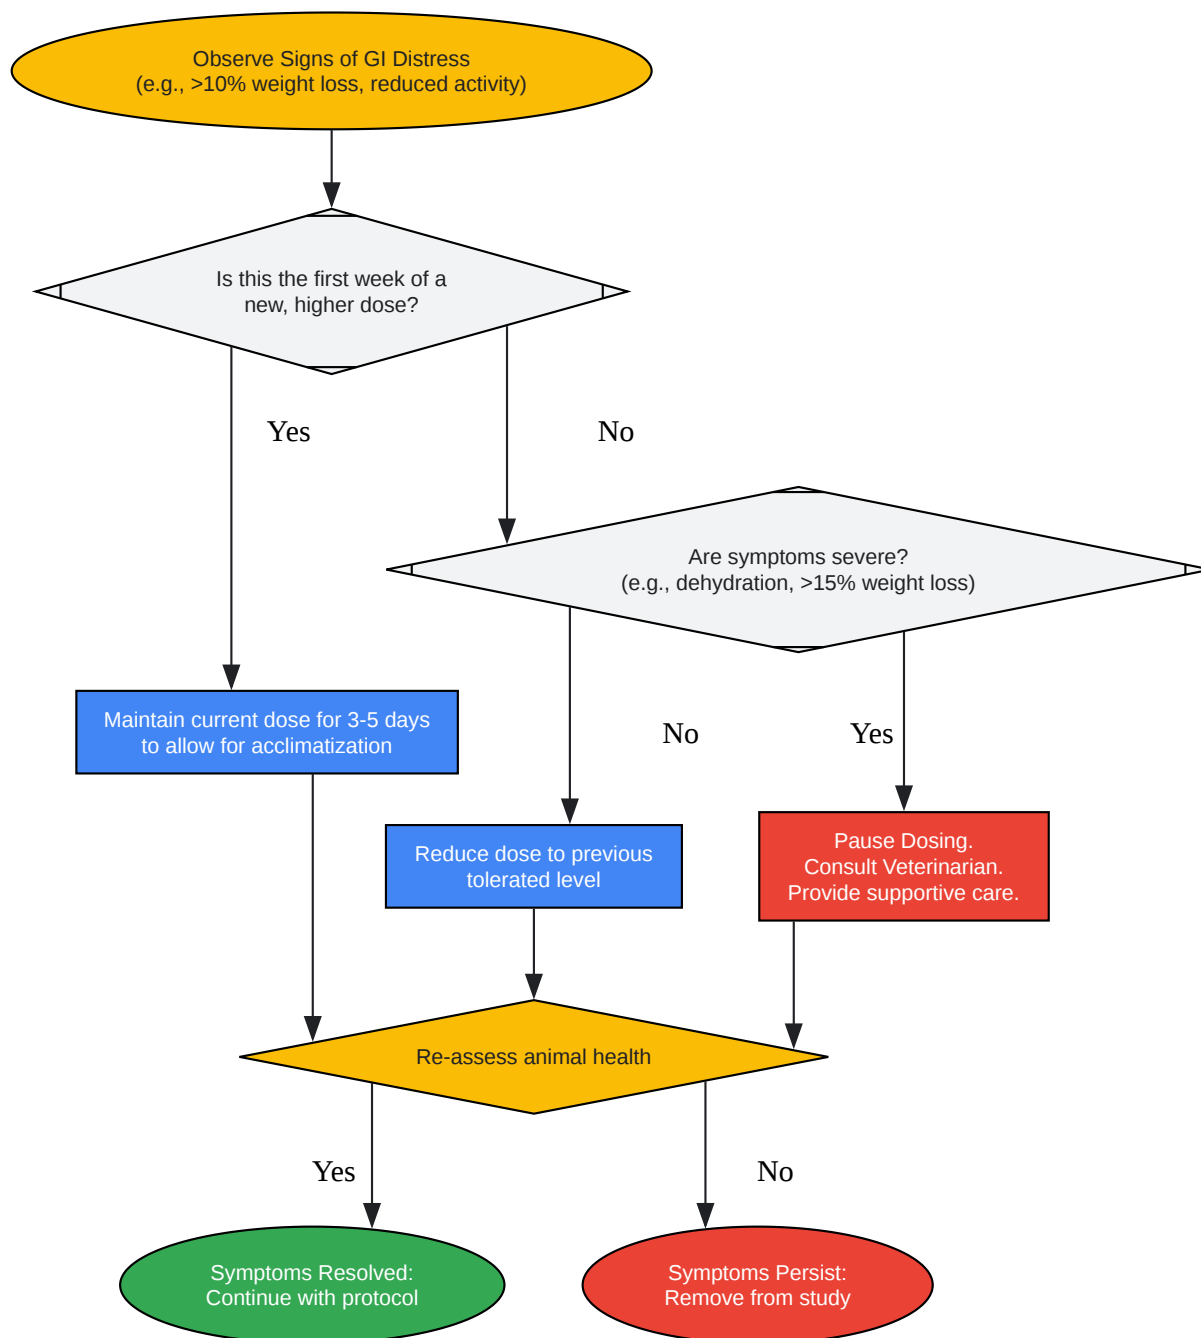 Observe Signs of GI Distress
(e.g., >10% weight loss, reduced activity)
Is this the first week of a
new, higher dose?
Yes
No
Are symptoms severe?
(e.g., dehydration, >15% weight loss)
Maintain current dose for 3-5 days
to allow for acclimatization
No
Yes
Reduce dose to previous
tolerated level
Pause Dosing.
Consult Veterinarian.
Provide supportive care.
Re-assess animal health
Yes
No
Symptoms Resolved:
Continue with protocol
Symptoms Persist:
Remove from study